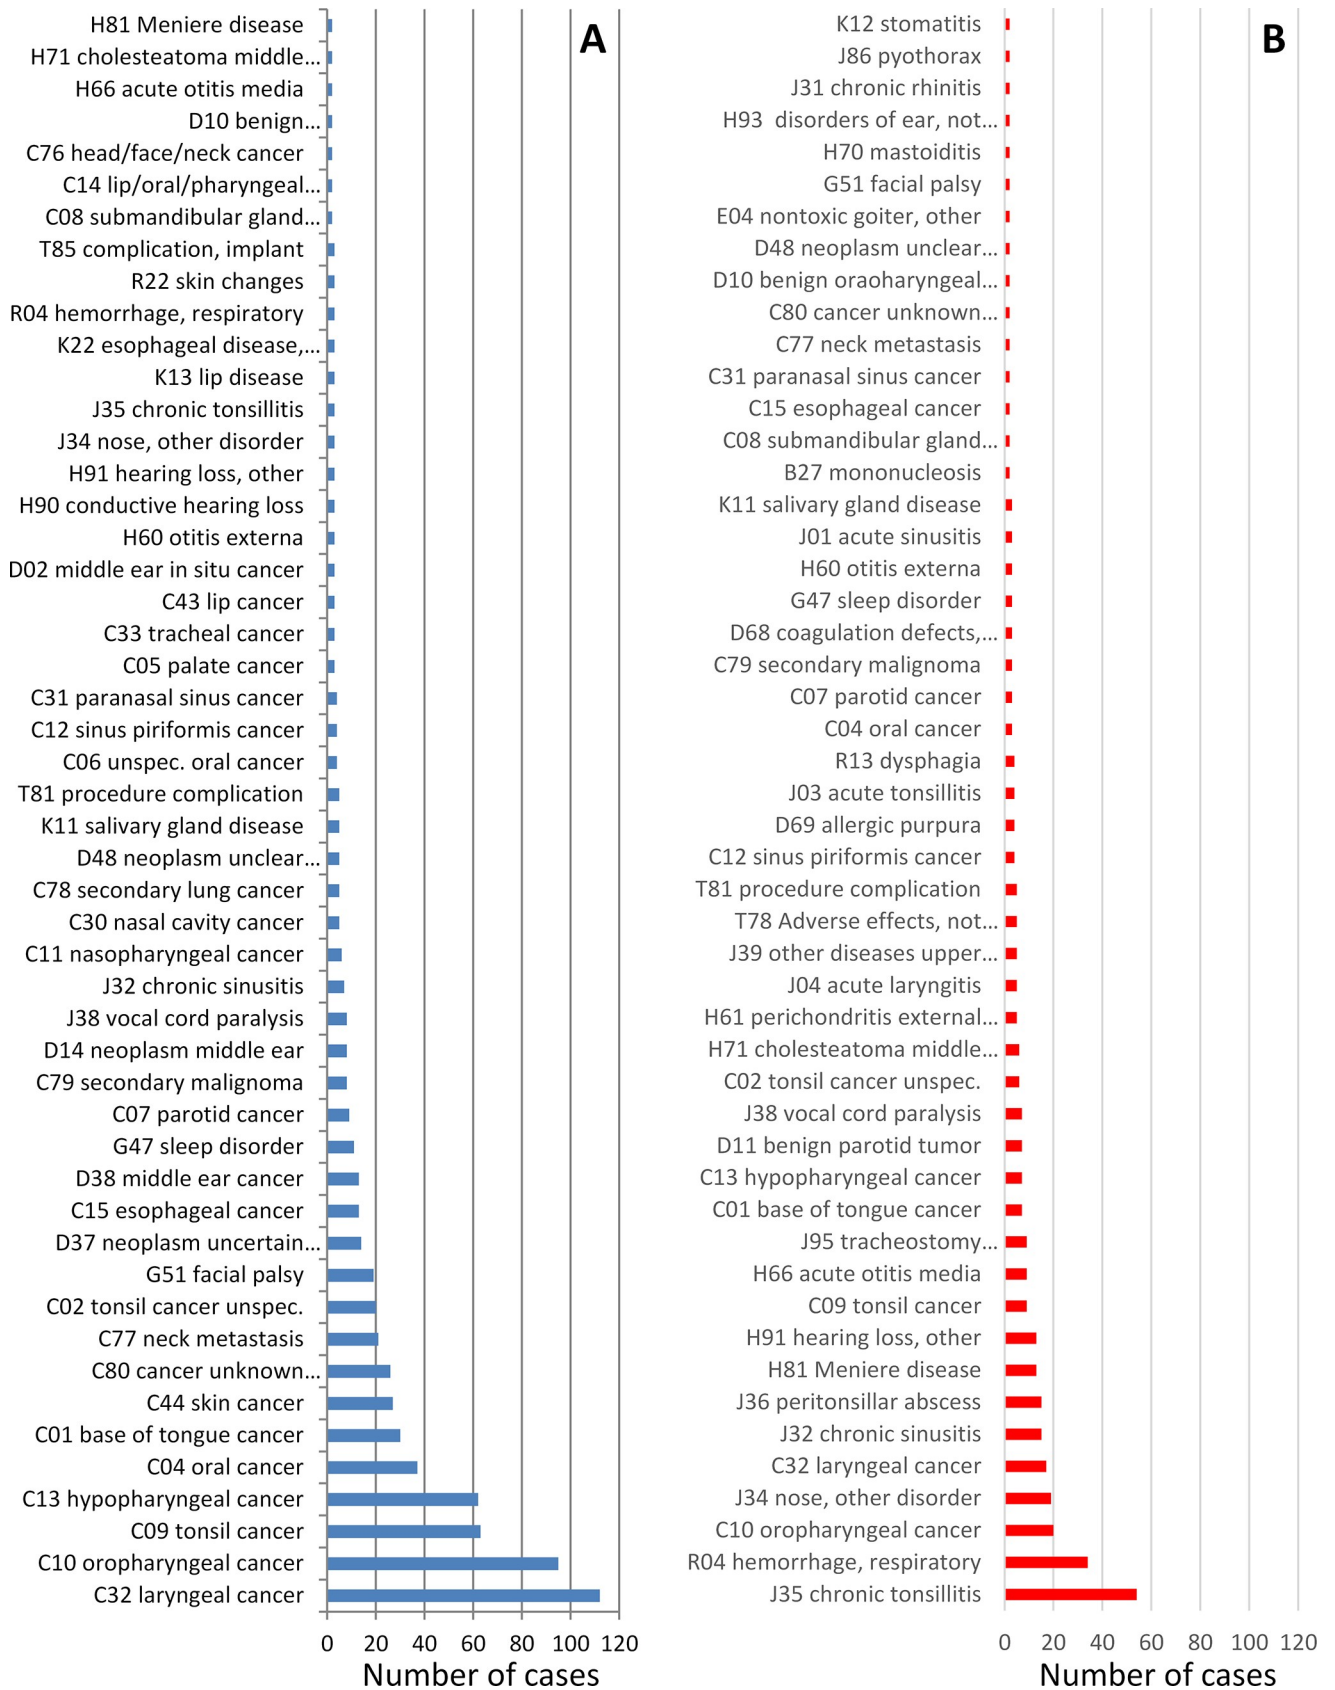 A
H81 Meniere disease
H71 cholesteatoma middle...
H66 acute otitis media
D10 benign...
C76 head/face/neck cancer
C14 lip/oral/pharyngeal...
C08 submandibular gland...
T85 complication, implant
R22 skin changes
R04 hemorrhage, respiratory
K22 esophageal disease,...
K13 lip disease
J35 chronic tonsillitis
J34 nose, other disorder
H91 hearing loss, other
H90 conductive hearing loss
H60 otitis externa
D02 middle ear in situ cancer
C43 lip cancer
C33 tracheal cancer
C05 palate cancer
C31 paranasal sinus cancer
C12 sinus piriformis cancer
C06 unspec. oral cancer
T81 procedure complication
K11 salivary gland disease
D48 neoplasm unclear...
C78 secondary lung cancer
C30 nasal cavity cancer
C11 nasopharyngeal cancer
J32 chronic sinusitis
J38 vocal cord paralysis
D14 neoplasm middle ear
C79 secondary malignoma
C07 parotid cancer
G47 sleep disorder
D38 middle ear cancer
C15 esophageal cancer
D37 neoplasm uncertain...
G51 facial palsy
C02 tonsil cancer unspec.
C77 neck metastasis
C80 cancer unknown...
C44 skin cancer
C01 base of tongue cancer
C04 oral cancer
C13 hypopharyngeal cancer
C09 tonsil cancer
C10 oropharyngeal cancer
C32 laryngeal cancer
0 20 40 60 80 100 120
Number of cases
B
K12 stomatitis
J86 pyothorax
J31 chronic rhinitis
H93  disorders of ear, not...
H70 mastoiditis
G51 facial palsy
E04 nontoxic goiter, other
D48 neoplasm unclear...
D10 benign oraoharyngeal...
C80 cancer unknown...
C77 neck metastasis
C31 paranasal sinus cancer
C15 esophageal cancer
C08 submandibular gland...
B27 mononucleosis
K11 salivary gland disease
J01 acute sinusitis
H60 otitis externa
G47 sleep disorder
D68 coagulation defects,...
C79 secondary malignoma
C07 parotid cancer
C04 oral cancer
R13 dysphagia
J03 acute tonsillitis
D69 allergic purpura
C12 sinus piriformis cancer
T81 procedure complication
T78 Adverse effects, not...
J39 other diseases upper...
J04 acute laryngitis
H61 perichondritis external...
H71 cholesteatoma middle...
C02 tonsil cancer unspec.
J38 vocal cord paralysis
D11 benign parotid tumor
C13 hypopharyngeal cancer
C01 base of tongue cancer
J95 tracheostomy...
H66 acute otitis media
C09 tonsil cancer
H91 hearing loss, other
H81 Meniere disease
J36 peritonsillar abscess
J32 chronic sinusitis
C32 laryngeal cancer
J34 nose, other disorder
C10 oropharyngeal cancer
R04 hemorrhage, respiratory
J35 chronic tonsillitis
0 20 40 60 80 100 120
Number of cases